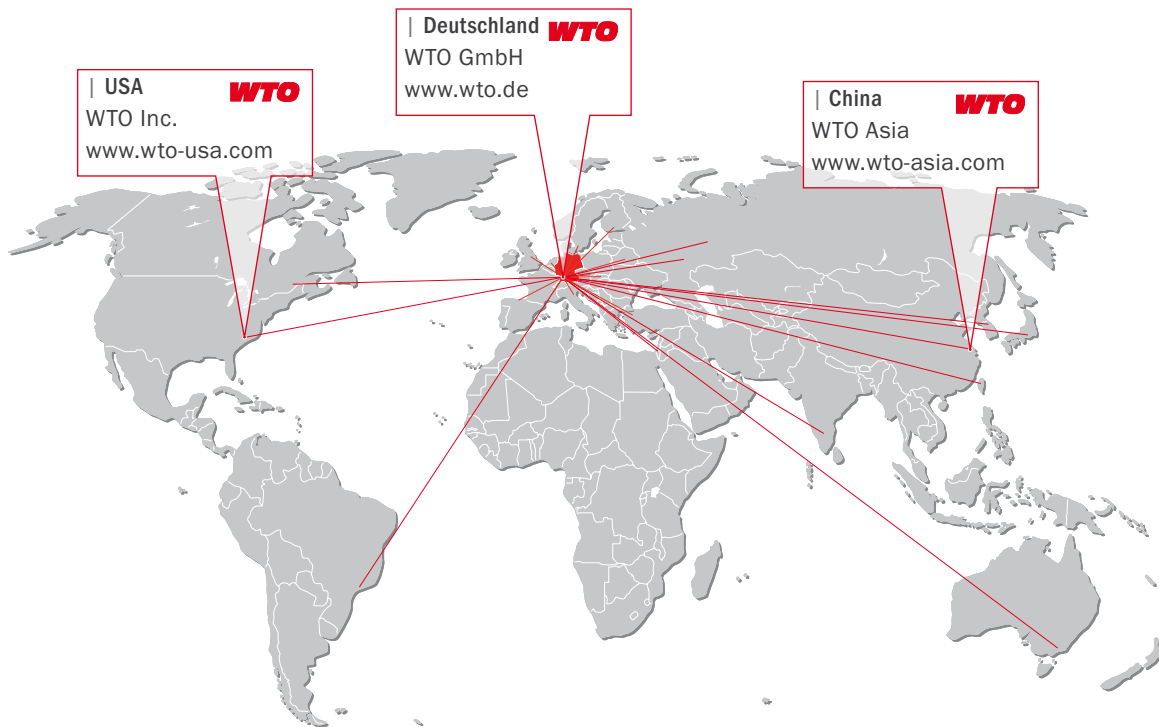 | USA WTO
WTO Inc.
www.wto-usa.com
| Deutschland WTO
WTO GmbH
www.wto.de
| China WTO
WTO Asia
www.wto-asia.com